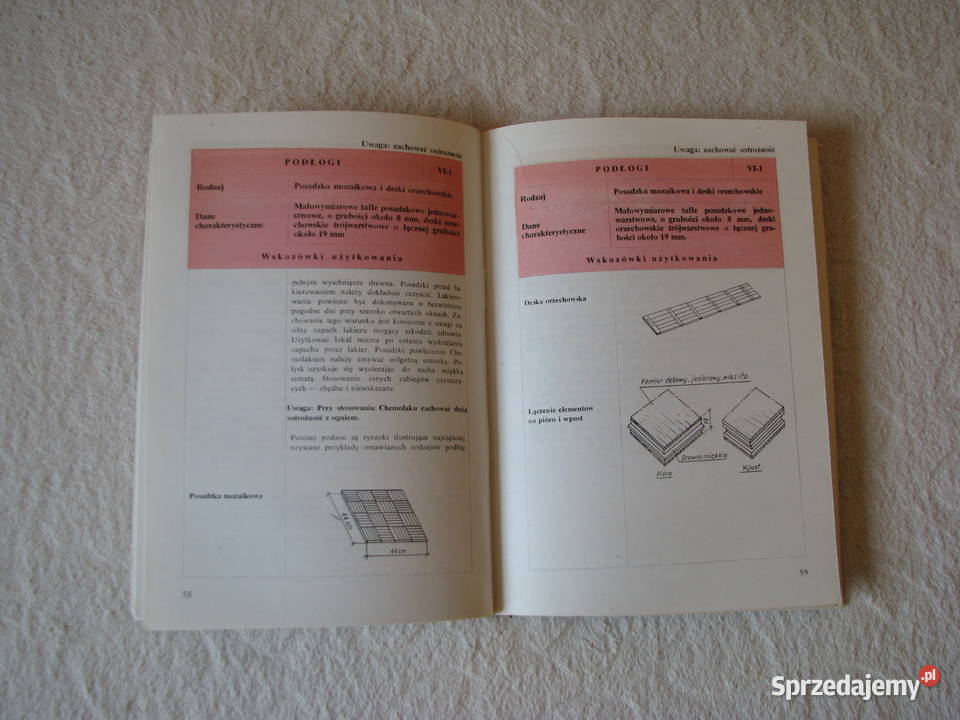 Uwaga: zachować ostrożność
PODŁOGI VI-1
Rodzaj Posadzka mozaikowa i deski orzechowskie
Dane charakterystyczne
Małowymiarowe tafle posadzkowe jednowar-
stwowe, o grubości około 8 mm, deski orze-
chowskie trójwarstwowe o łącznej grubości
około 19 mm
Wskazówki użytkowania
pełnym wyschnięciu drewna. Posadzki przed la-
kierowaniem należy dokładnie oczyścić. Lakiero-
wanie powinno być dokonywane w bezwietrzne
pogodne dni przy szeroko otwartych oknach. Za-
chowanie tego warunku jest konieczne z uwagi na
silny zapach lakieru mogący szkodzić zdrowiu.
Użytkować lokal można po ustaniu wydzielania
zapachu przez lakier. Posadzki powleczone Che-
molakiem należy zmywać wilgotną szmatką. Po-
łysk uzyskuje się wycierając do sucha miękką
szmatą. Stosowanie innych zabiegów czyszczą-
cych — zbędne i niewskazane.
Uwaga: Przy stosowaniu Chemolaku zachować dużą
ostrożność z ogniem.
Poniżej podane są rysunki ilustrujące najczęściej
używane przykłady omawianych rodzajów podłóg
Posadzka mozaikowa
44 cm
44 cm
58
Uwaga: zachować ostrożność
PODŁOGI VI-1
Rodzaj Posadzka mozaikowa i deski orzechowskie
Dane charakterystyczne
Małowymiarowe tafle posadzkowe jedno-
warstwowe, o grubości około 8 mm, deski
orzechowskie trójwarstwowe o łącznej gru-
bości około 19 mm.
Wskazówki użytkowania
Deska orzechowska
Łączenie elementów
na pióro i wpust
Fornier dębowy, jesionowy, wiąz itp.
19
Drewno miękkie
Pióro
Wpust
59
Sprzedajemy.pl